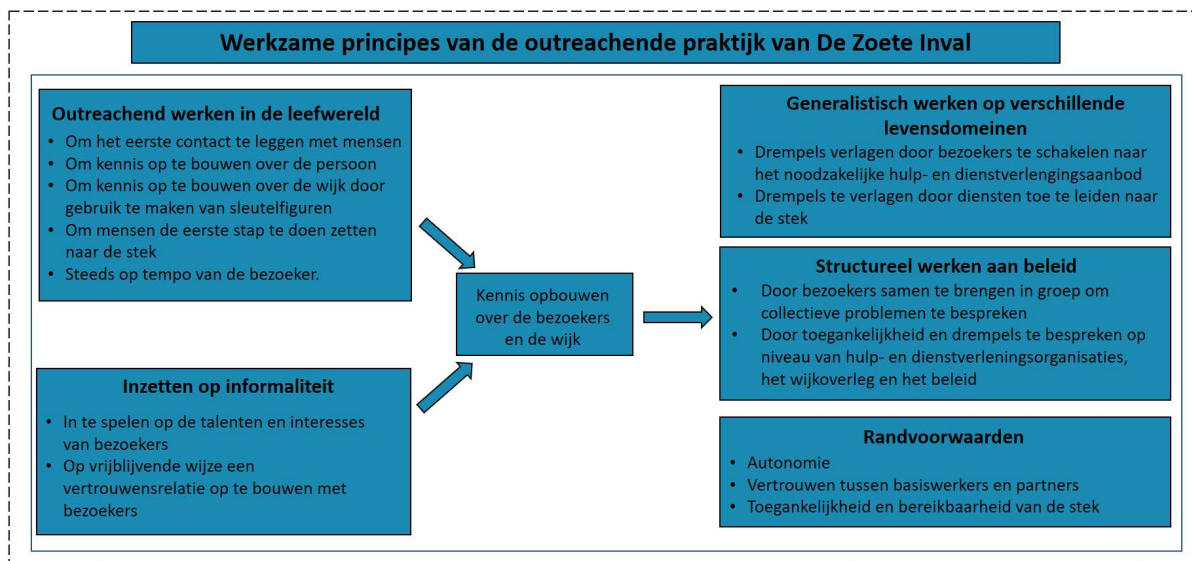 Werkzame principes van de outreachende praktijk van De Zoete Inval
Outreachend werken in de leefwereld
• Om het eerste contact te leggen met mensen
• Om kennis op te bouwen over de persoon
• Om kennis op te bouwen over de wijk door
gebruik te maken van sleutelfiguren
• Om mensen de eerste stap te doen zetten
naar de stek
• Steeds op tempo van de bezoeker.
Inzetten op informaliteit
• In te spelen op de talenten en interesses
van bezoekers
• Op vrijblijvende wijze een
vertrouwensrelatie op te bouwen met
bezoekers
Kennis opbouwen
over de bezoekers
en de wijk
Generalistisch werken op verschillende
levensdomeinen
• Drempels verlagen door bezoekers te schakelen naar
het noodzakelijke hulp- en dienstverlengingsaanbod
• Drempels te verlagen door diensten toe te leiden naar
de stek
Structureel werken aan beleid
• Door bezoekers samen te brengen in groep om
collectieve problemen te bespreken
• Door toegankelijkheid en drempels te bespreken op
niveau van hulp- en dienstverleningsorganisaties,
het wijkoverleg en het beleid
Randvoorwaarden
• Autonomie
• Vertrouwen tussen basiswerkers en partners
• Toegankelijkheid en bereikbaarheid van de stek